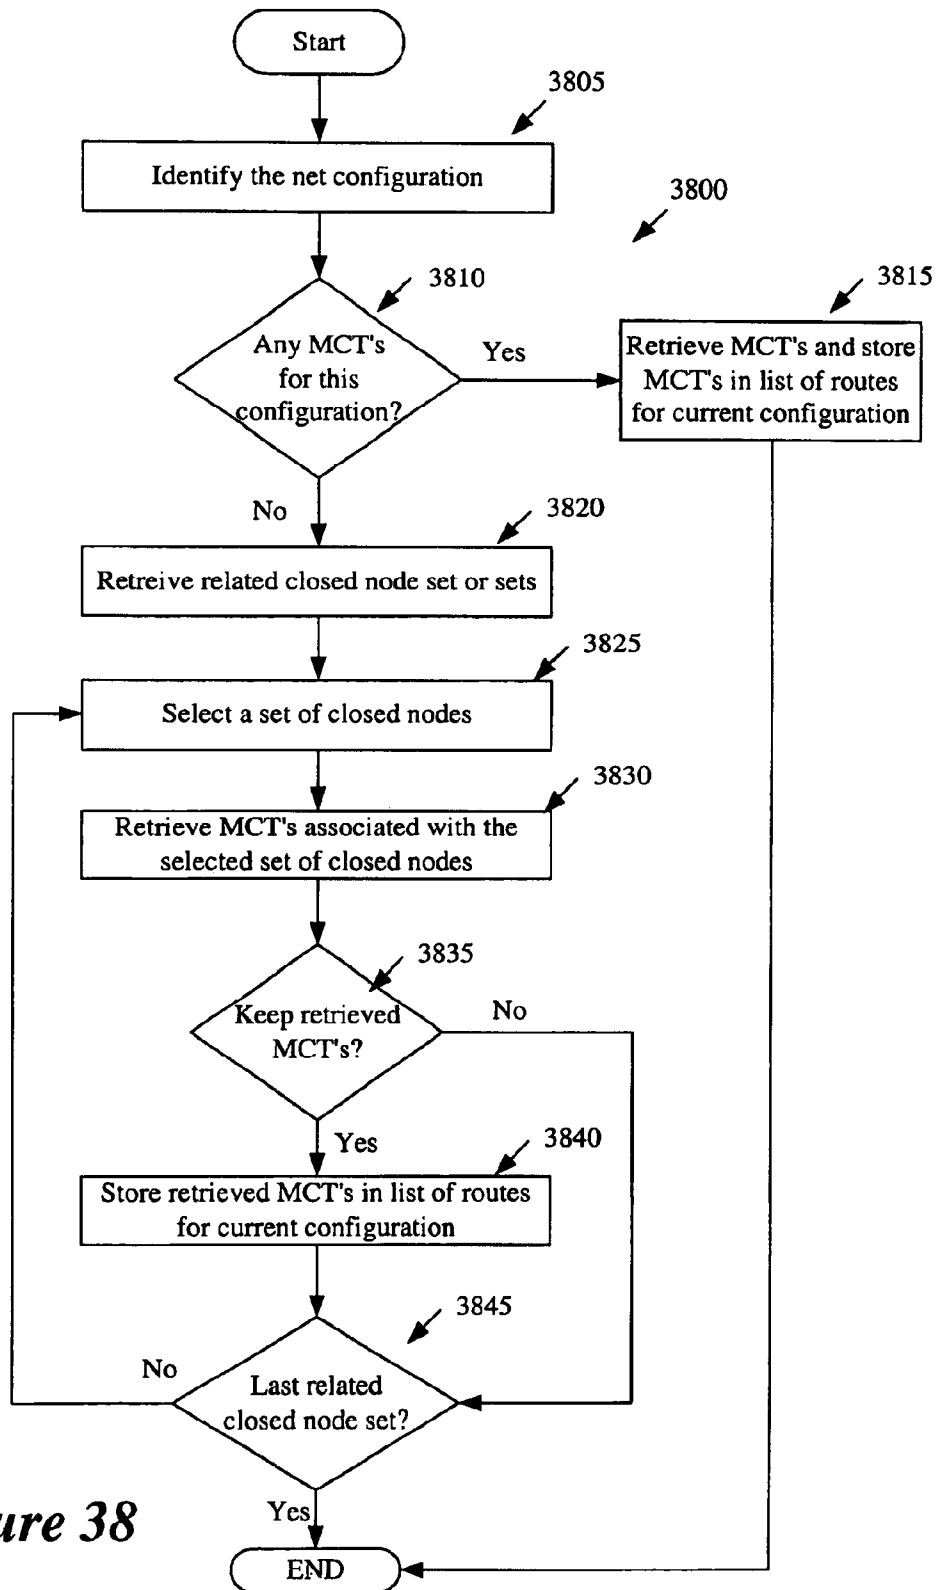 Start
3805
Identify the net configuration
3800
3810
3815
Any MCT's
for this
configuration?
Yes
Retrieve MCT's and store
MCT's in list of routes
for current configuration
No
3820
Retreive related closed node set or sets
3825
Select a set of closed nodes
3830
Retrieve MCT's associated with the
selected set of closed nodes
3835
Keep retrieved
MCT's?
No
Yes
3840
Store retrieved MCT's in list of routes
for current configuration
3845
No
Last related
closed node set?
Yes
ure 38
END